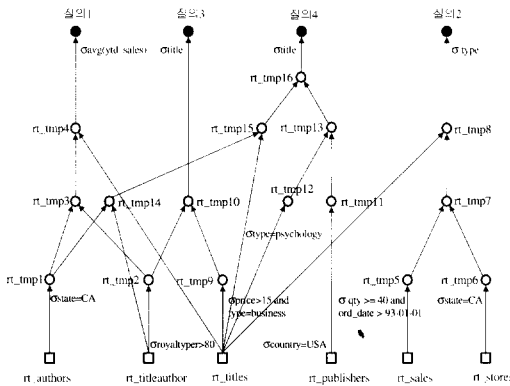 질의1 질의3 질의4 질의2
σavg(ytd_sales) σtitle σtitle σ type
rt_tmp16
rt_tmp4 rt_tmp15 rt_tmp13 rt_tmp8
rt_tmp3 rt_tmp14 rt_tmp10 rt_tmp12 rt_tmp11 rt_tmp7
σtype=psychology
rt_tmp1 rt_tmp2 rt_tmp9 rt_tmp5 rt_tmp6
σstate=CA σprice>15 and σ qty >= 40 and σstate=CA
type=business ord_date > 93-01-01
σroyaltyper>80 σcountry=USA
rt_authors rt_titleauthor rt_titles rt_publishers rt_sales rt_stores